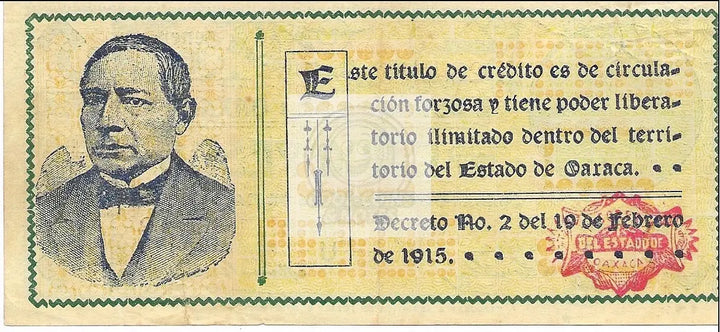 Este titulo de crédito es de circula-
ción forzosa y tiene poder libera-
torio ilimitado dentro del terri-
torio del Estado de Oaxaca. • •
Decreto No. 2 del 19 de febrero
de 1915. • • • • • • • •
DEL ESTADO DE
OAXACA